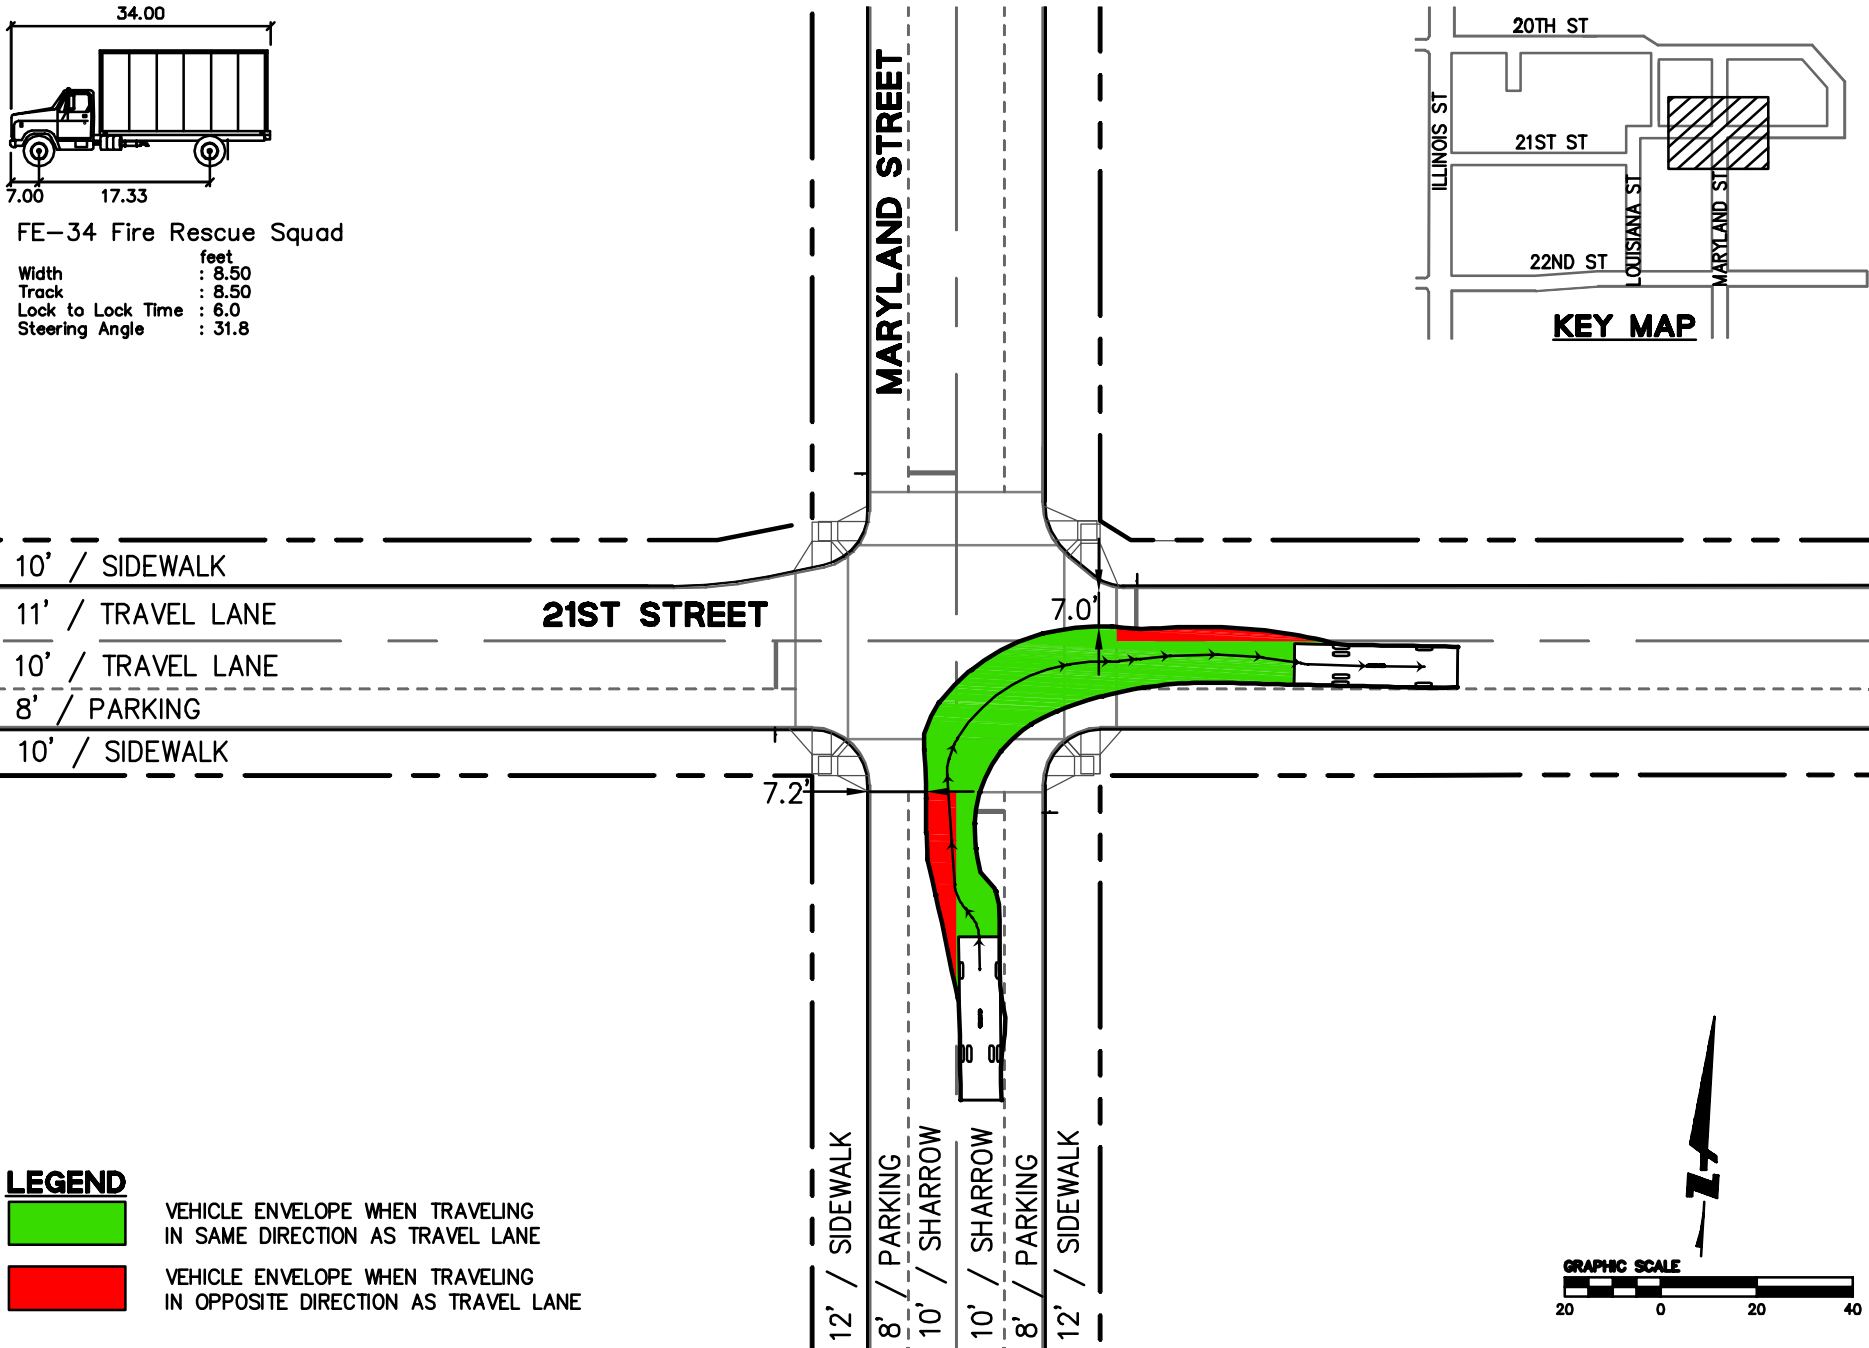 34.00
7.00 17.33
FE-34 Fire Rescue Squad
feet
Width : 8.50
Track : 8.50
Lock to Lock Time : 6.0
Steering Angle : 31.8
MARYLAND STREET
20TH ST
ILLINOIS ST
21ST ST
LOUISIANA ST
MARYLAND ST
22ND ST
KEY MAP
10' / SIDEWALK
11' / TRAVEL LANE
10' / TRAVEL LANE
8' / PARKING
10' / SIDEWALK
21ST STREET
7.0'
7.2'
12' / SIDEWALK
8' / PARKING
10' / SHARROW
10' / SHARROW
8' / PARKING
12' / SIDEWALK
LEGEND
VEHICLE ENVELOPE WHEN TRAVELING
IN SAME DIRECTION AS TRAVEL LANE
VEHICLE ENVELOPE WHEN TRAVELING
IN OPPOSITE DIRECTION AS TRAVEL LANE
N
GRAPHIC SCALE
20 0 20 40